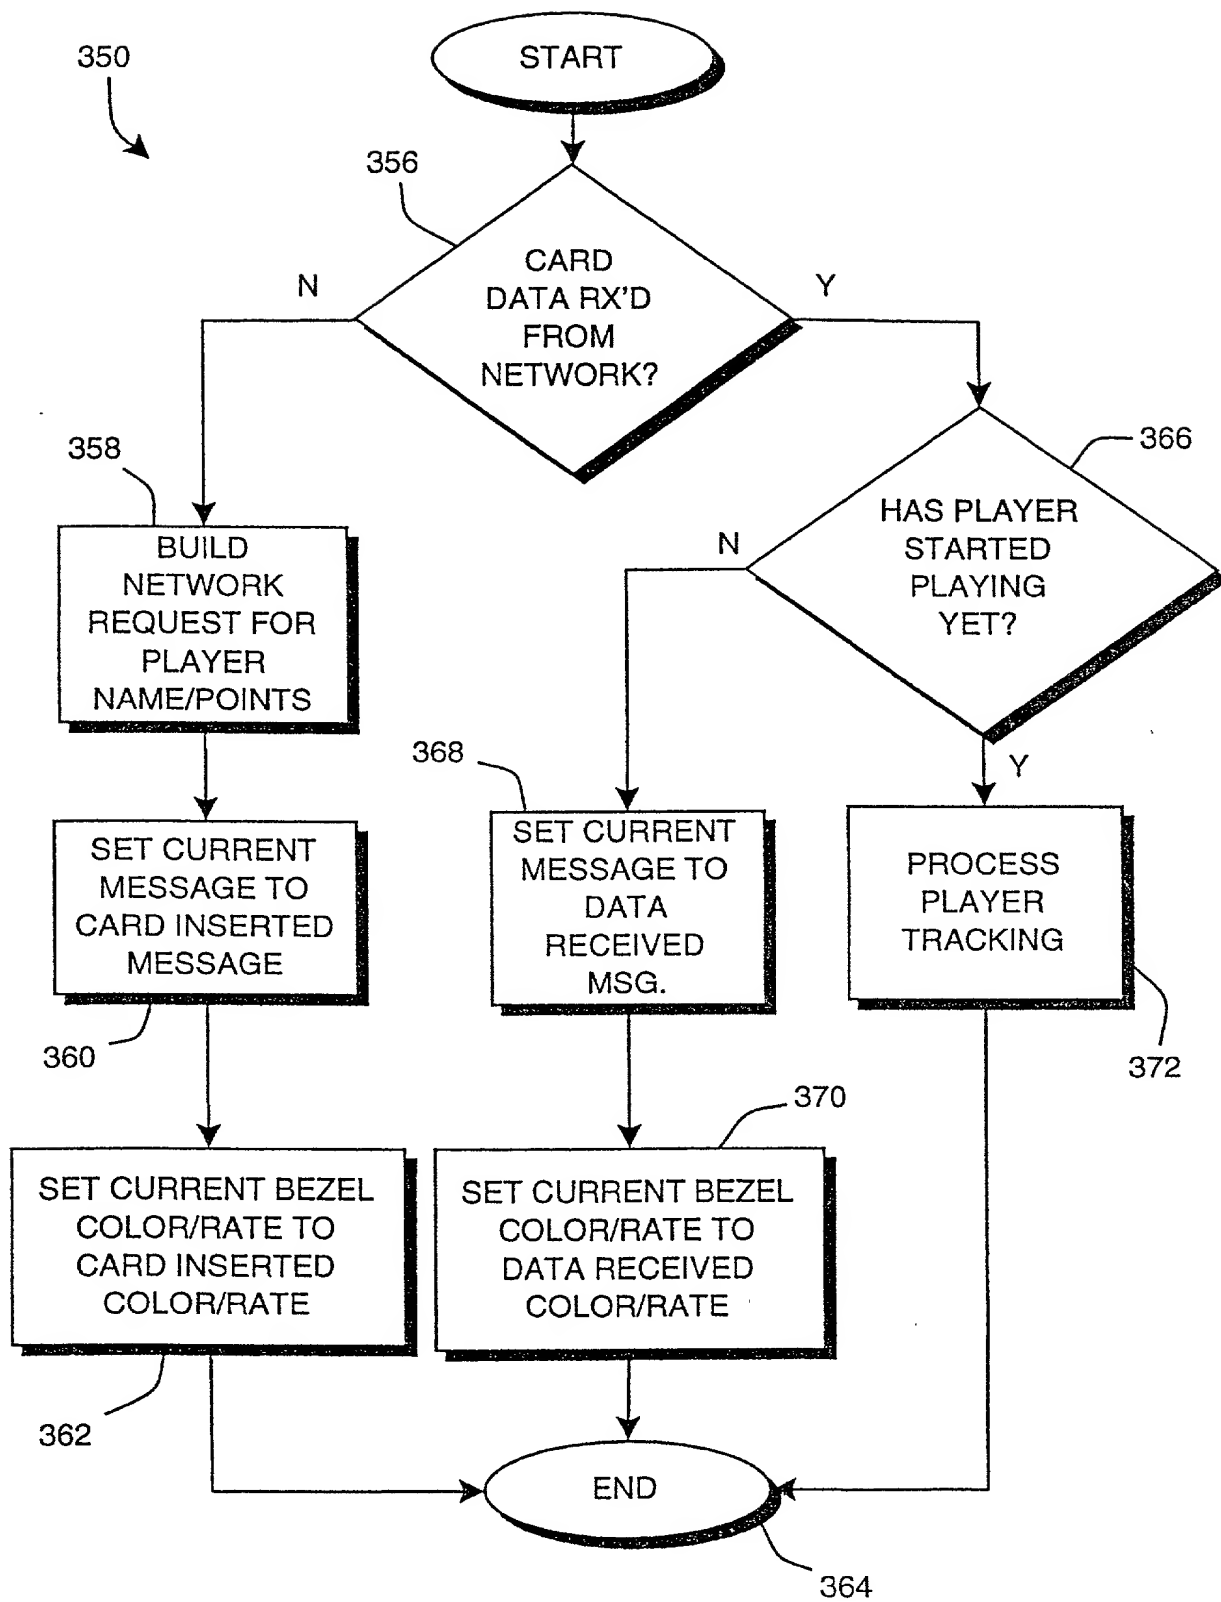 START
350
356
CARD
DATA RX'D
FROM
NETWORK?
N
Y
358
BUILD
NETWORK
REQUEST FOR
PLAYER
NAME/POINTS
366
HAS PLAYER
STARTED
PLAYING
YET?
N
Y
360
SET CURRENT
MESSAGE TO
CARD INSERTED
MESSAGE
368
SET CURRENT
MESSAGE TO
DATA
RECEIVED
MSG.
PROCESS
PLAYER
TRACKING
372
SET CURRENT BEZEL
COLOR/RATE TO
CARD INSERTED
COLOR/RATE
362
370
SET CURRENT BEZEL
COLOR/RATE TO
DATA RECEIVED
COLOR/RATE
END
364